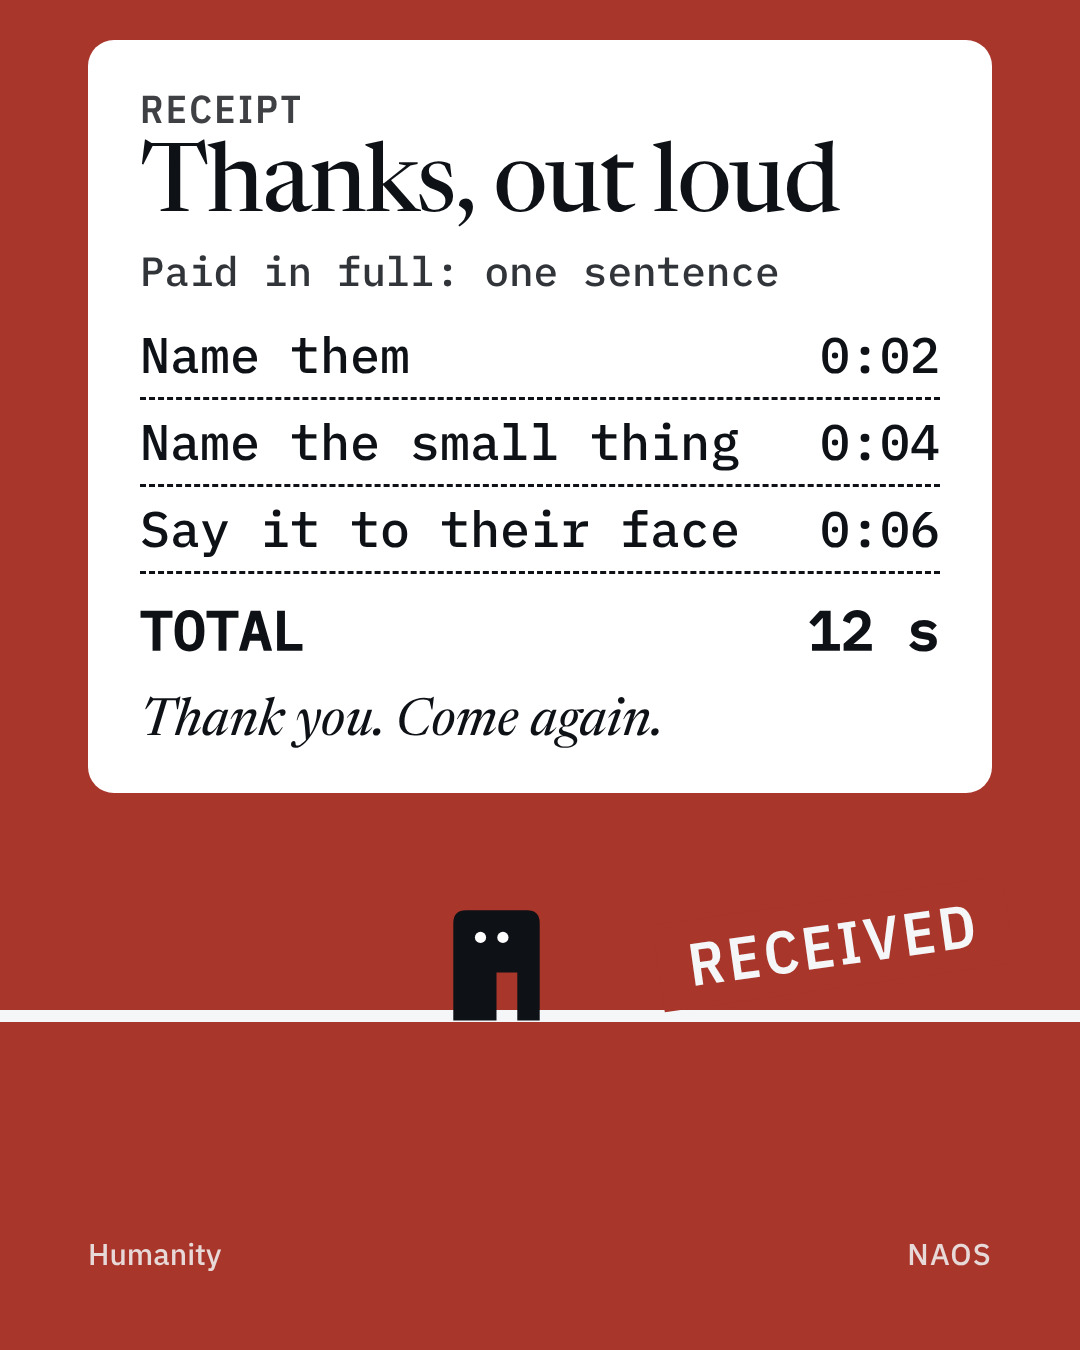 RECEIPT
Thanks, out loud
Paid in full: one sentence
Name them 0:02
Name the small thing 0:04
Say it to their face 0:06
TOTAL 12 s
Thank you. Come again.
RECEIVED
Humanity NAOS